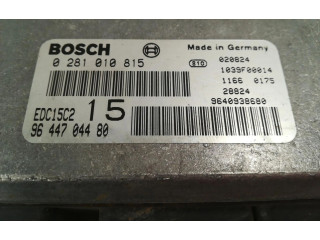 BOSCH
Made in Germany
0 281 010 815
e10
020824
1039F00014
1166 0175
28824
9640938680
EDC15C2 15
96 447 044 80